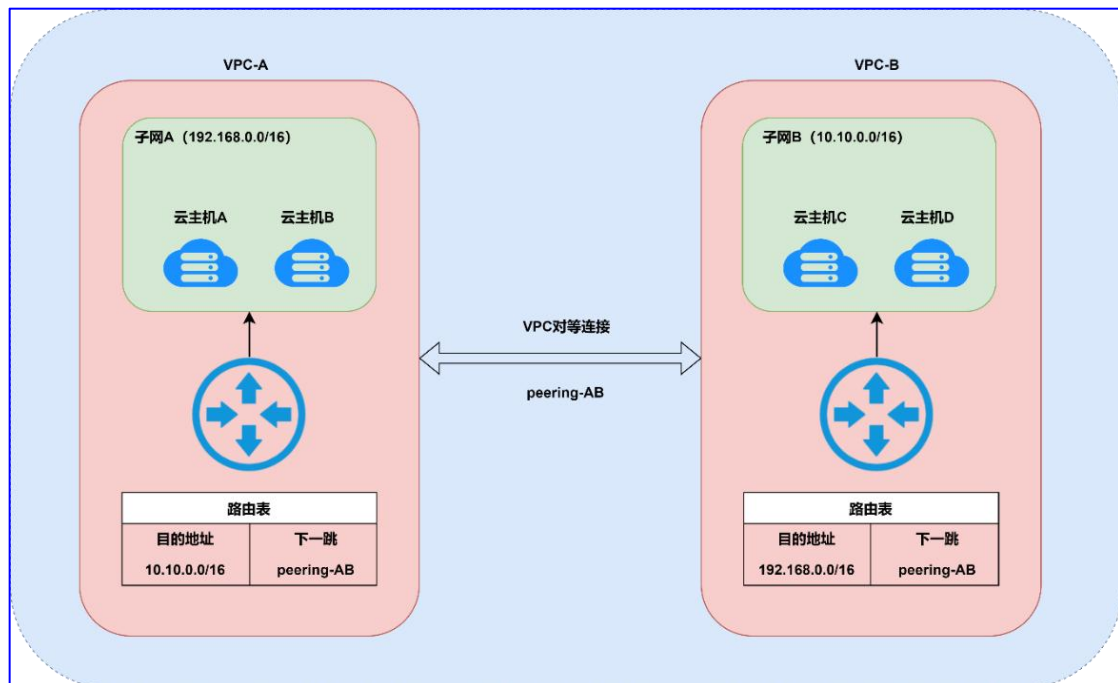 VPC-A
VPC-B
子网A（192.168.0.0/16）
子网B（10.10.0.0/16）
云主机A
云主机B
云主机C
云主机D
VPC对等连接
peering-AB
路由表
目的地址
下一跳
10.10.0.0/16
peering-AB
路由表
目的地址
下一跳
192.168.0.0/16
peering-AB